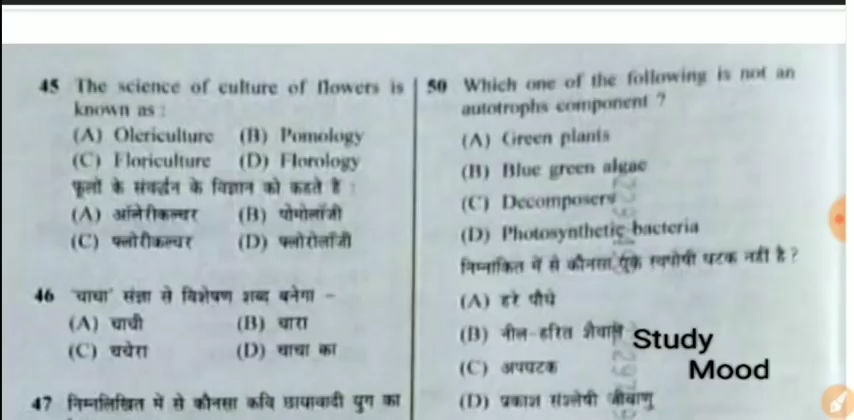 45 The science of culture of flowers is
known as :
(A) Olericulture (B) Pomology
(C) Floriculture (D) Florology
फूलों के संवर्द्धन के विज्ञान को कहते है :
(A) ऑलेरीकल्चर (B) पोमोलॉजी
(C) फ्लोरीकल्चर (D) फ्लोरोलॉजी
46 'चाचा' संज्ञा से विशेषण शब्द बनेगा -
(A) चाची (B) चारा
(C) चचेरा (D) चाचा का
47 निम्नलिखित में से कौनसा कवि छायावादी युग का
50 Which one of the following is not an
autotrophs component ?
(A) Green plants
(B) Blue green algae
(C) Decomposers
(D) Photosynthetic bacteria
निम्नांकित में से कौनसा एक स्वपोषी घटक नहीं है ?
(A) हरे पौधे
(B) नील-हरित शैवाल
(C) अपघटक
(D) प्रकाश संश्लेषी जीवाणु
Study
Mood